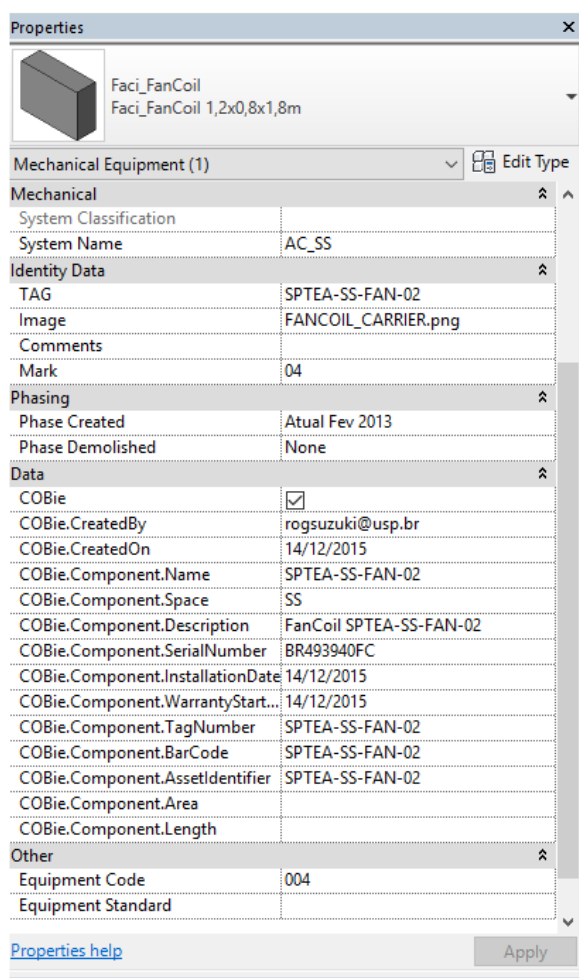 Properties
Faci_FanCoil
Faci_FanCoil 1,2x0,8x1,8m
Mechanical Equipment (1) Edit Type
Mechanical
System Classification
System Name AC_SS
Identity Data
TAG SPTEA-SS-FAN-02
Image FANCOIL_CARRIER.png
Comments
Mark 04
Phasing
Phase Created Atual Fev 2013
Phase Demolished None
Data
COBie
COBie.CreatedBy rogsuzuki@usp.br
COBie.CreatedOn 14/12/2015
COBie.Component.Name SPTEA-SS-FAN-02
COBie.Component.Space SS
COBie.Component.Description FanCoil SPTEA-SS-FAN-02
COBie.Component.SerialNumber BR493940FC
COBie.Component.InstallationDate 14/12/2015
COBie.Component.WarrantyStart... 14/12/2015
COBie.Component.TagNumber SPTEA-SS-FAN-02
COBie.Component.BarCode SPTEA-SS-FAN-02
COBie.Component.AssetIdentifier SPTEA-SS-FAN-02
COBie.Component.Area
COBie.Component.Length
Other
Equipment Code 004
Equipment Standard
Properties help Apply